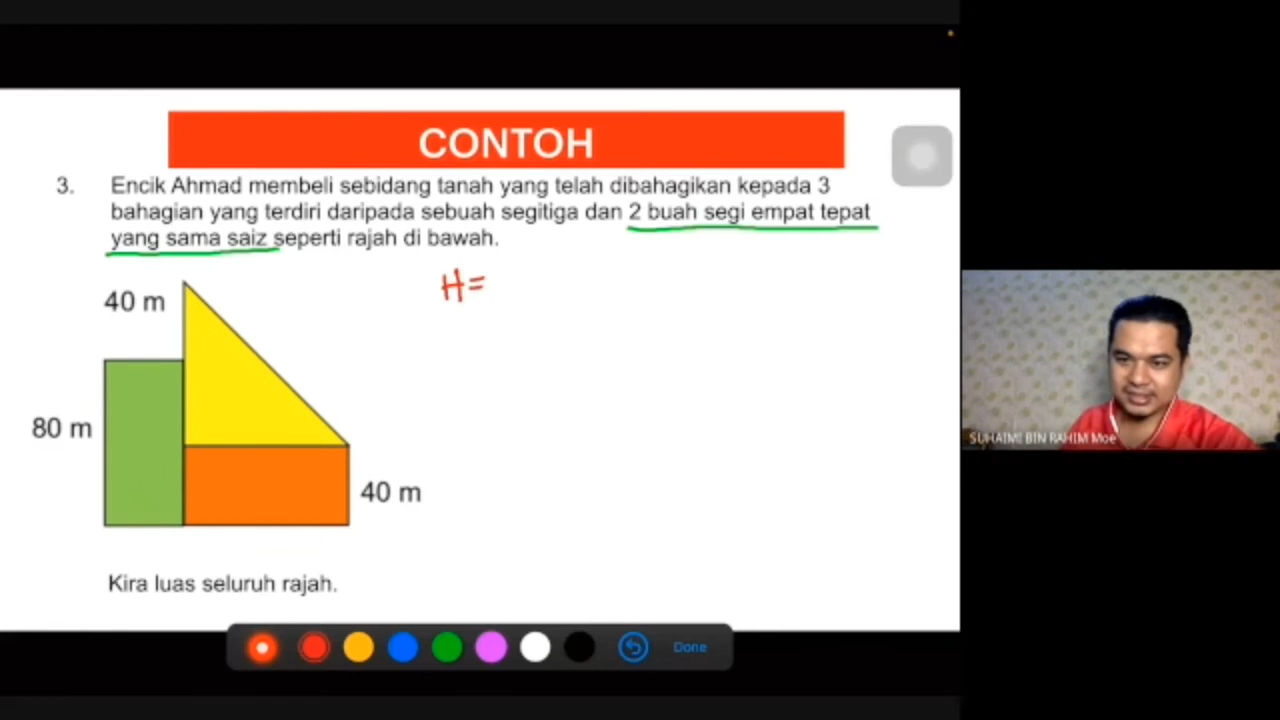 CONTOH
3. Encik Ahmad membeli sebidang tanah yang telah dibahagikan kepada 3
bahagian yang terdiri daripada sebuah segitiga dan 2 buah segi empat tepat
yang sama saiz seperti rajah di bawah.
H=
40 m
80 m
40 m
Kira luas seluruh rajah.
Done
SUHAIMI BIN RAHIM Moe